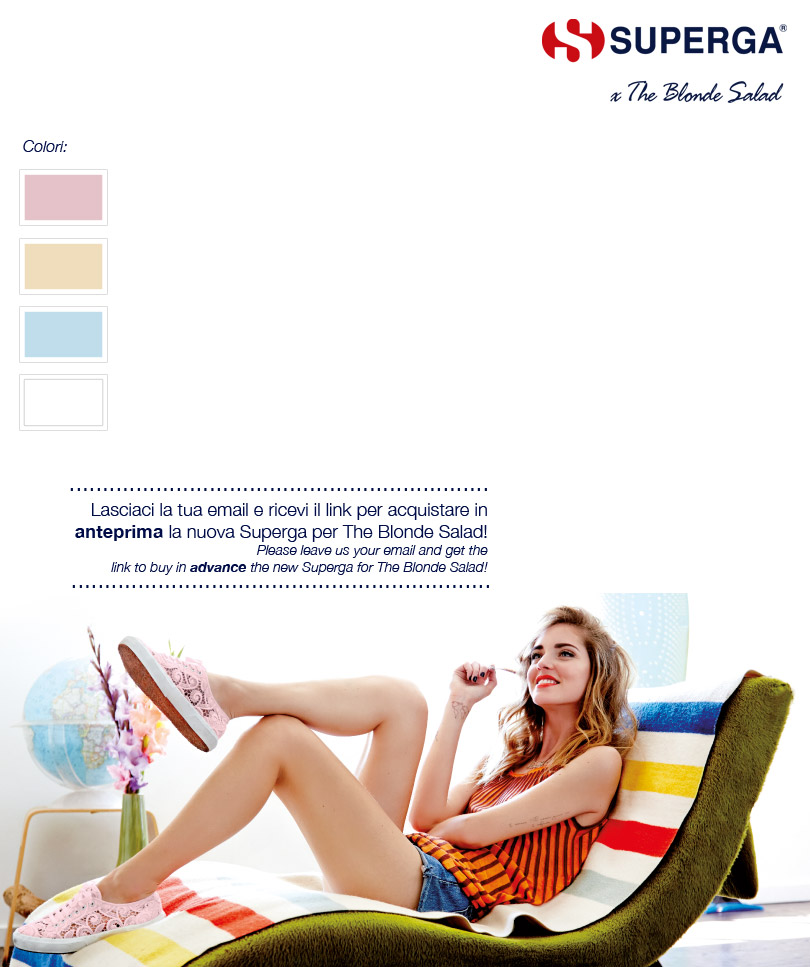 SUPERGA®
x The Blonde Salad
Colori:
Lasciaci la tua email e ricevi il link per acquistare in
anteprima la nuova Superga per The Blonde Salad!
Please leave us your email and get the
link to buy in advance the new Superga for The Blonde Salad!